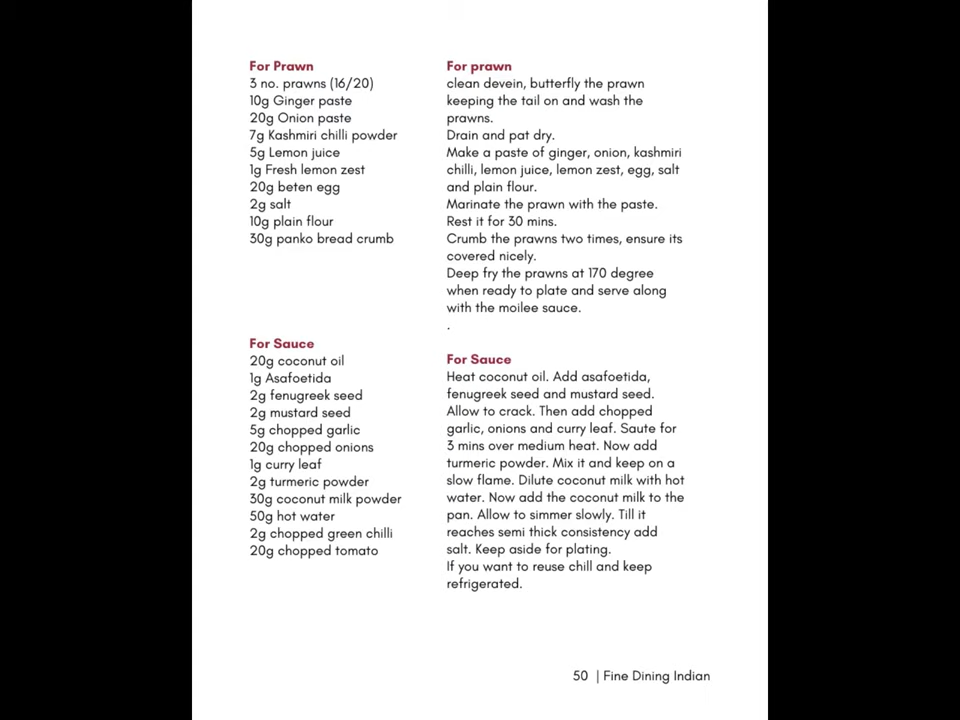 For Prawn
3 no. prawns (16/20)
10g Ginger paste
20g Onion paste
7g Kashmiri chilli powder
5g Lemon juice
1g Fresh lemon zest
20g beten egg
2g salt
10g plain flour
30g panko bread crumb
For Sauce
20g coconut oil
1g Asafoetida
2g fenugreek seed
2g mustard seed
5g chopped garlic
20g chopped onions
1g curry leaf
2g turmeric powder
30g coconut milk powder
50g hot water
2g chopped green chilli
20g chopped tomato
For prawn
clean devein, butterfly the prawn
keeping the tail on and wash the
prawns.
Drain and pat dry.
Make a paste of ginger, onion, kashmiri
chilli, lemon juice, lemon zest, egg, salt
and plain flour.
Marinate the prawn with the paste.
Rest it for 30 mins.
Crumb the prawns two times, ensure its
covered nicely.
Deep fry the prawns at 170 degree
when ready to plate and serve along
with the moilee sauce.
.
For Sauce
Heat coconut oil. Add asafoetida,
fenugreek seed and mustard seed.
Allow to crack. Then add chopped
garlic, onions and curry leaf. Saute for
3 mins over medium heat. Now add
turmeric powder. Mix it and keep on a
slow flame. Dilute coconut milk with hot
water. Now add the coconut milk to the
pan. Allow to simmer slowly. Till it
reaches semi thick consistency add
salt. Keep aside for plating.
If you want to reuse chill and keep
refrigerated.
50 | Fine Dining Indian